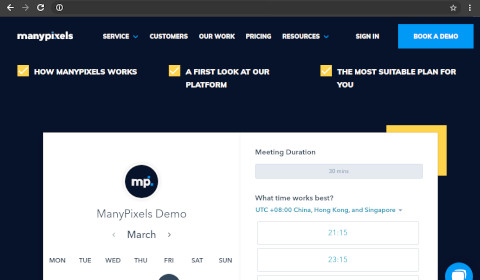 manypixels SERVICE CUSTOMERS OUR WORK PRICING RESOURCES SIGN IN BOOK A DEMO
HOW MANYPIXELS WORKS
A FIRST LOOK AT OUR
PLATFORM
THE MOST SUITABLE PLAN FOR
YOU
mp.
ManyPixels Demo
March
MON TUE WED THU FRI SAT SUN
Meeting Duration
30 mins
What time works best?
UTC +08:00 China, Hong Kong, and Singapore
21:15
23:15